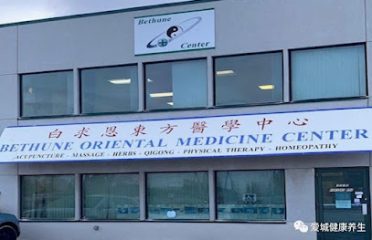 Bethune
Center
白求恩東方醫學中心
BETHUNE ORIENTAL MEDICINE CENTER
ACUPUNCTURE - MASSAGE - HERBS - QIGONG - PHYSICAL THERAPY - HOMEOPATHY
爱城健康养生